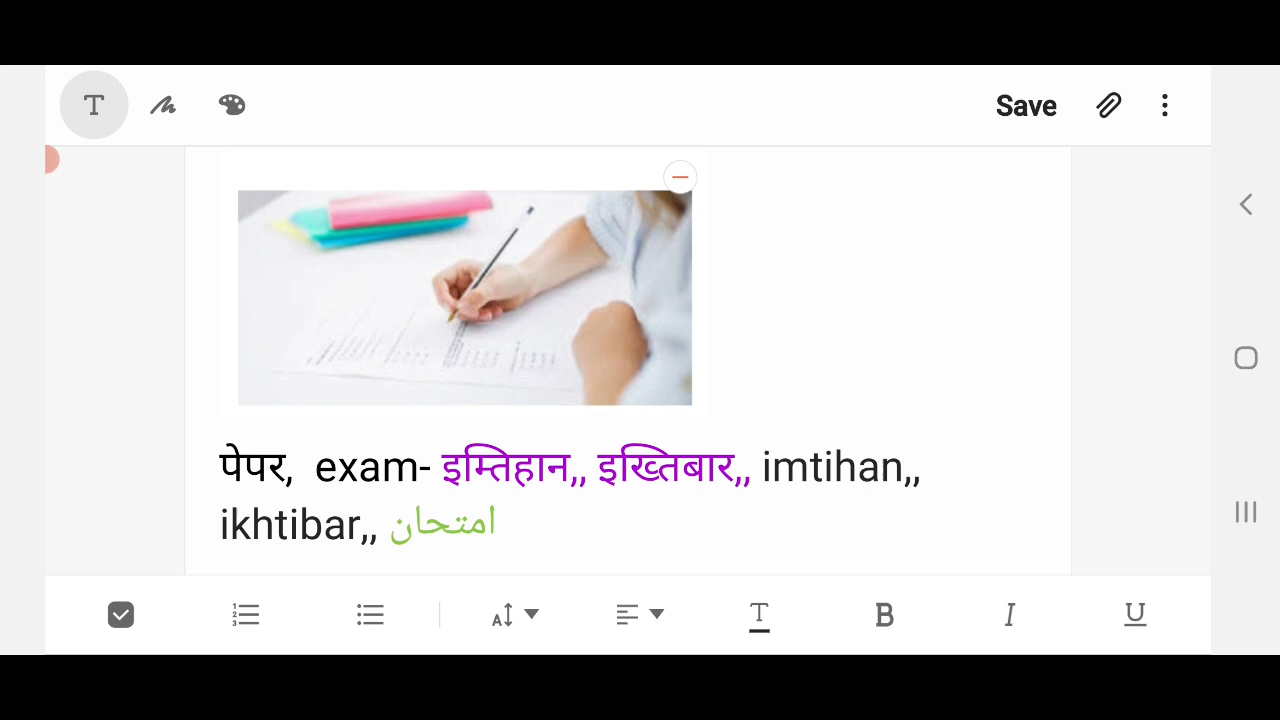 Save
पेपर, exam- इम्तिहान,, इख्तिबार,, imtihan,,
ikhtibar,, امتحان